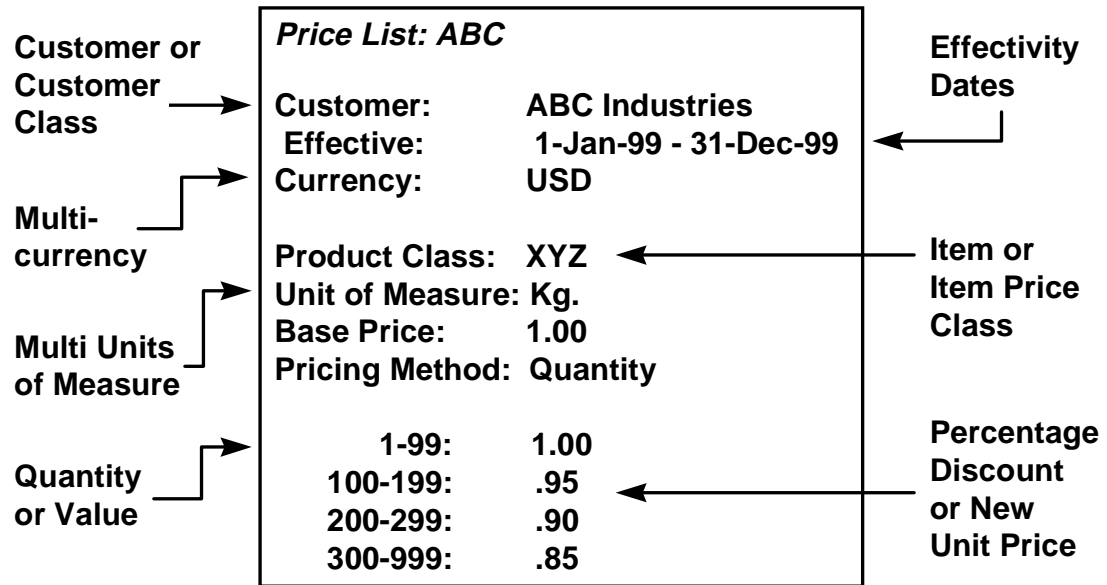 Customer or
Customer
Class
Multi-
currency
Multi Units
of Measure
Quantity
or Value
Price List: ABC
Customer: ABC Industries
Effective: 1-Jan-99 - 31-Dec-99
Currency: USD
Product Class: XYZ
Unit of Measure: Kg.
Base Price: 1.00
Pricing Method: Quantity
1-99: 1.00
100-199: .95
200-299: .90
300-999: .85
Effectivity
Dates
Item or
Item Price
Class
Percentage
Discount
or New
Unit Price